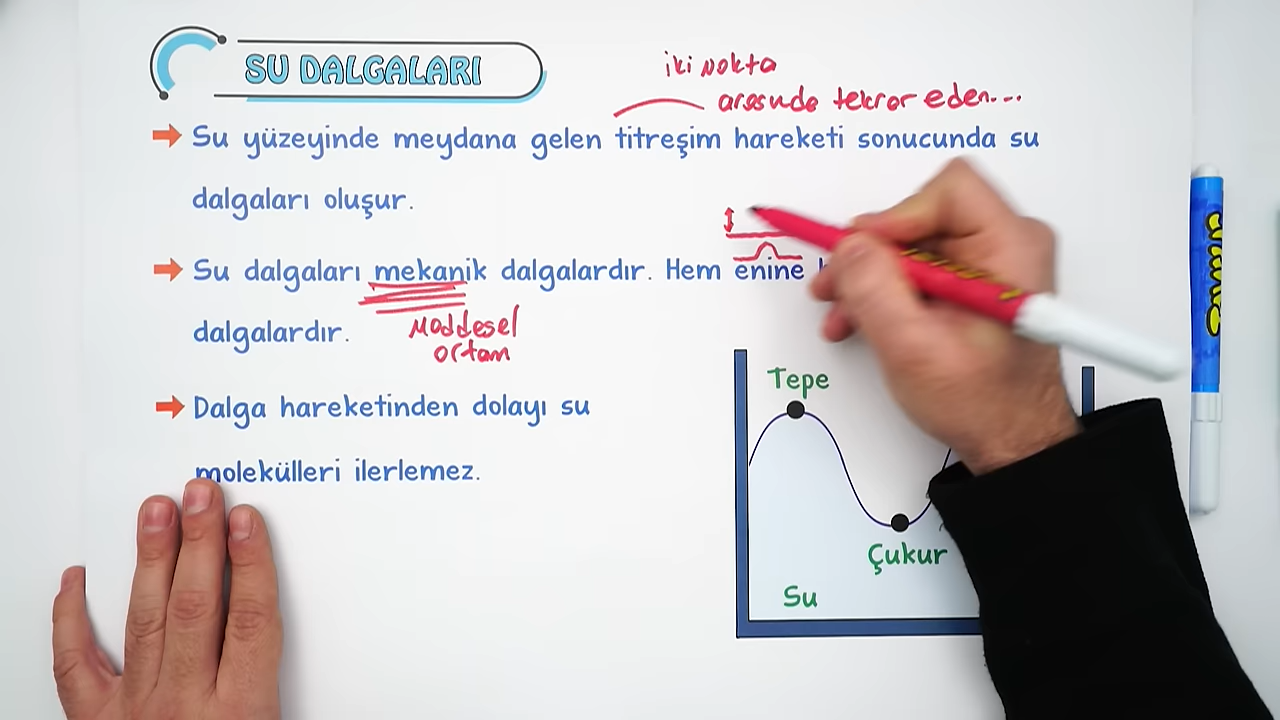 SU DALGALARI
iki nokta
arasında tekrar eden...
Su yüzeyinde meydana gelen titreşim hareketi sonucunda su
dalgaları oluşur.
Su dalgaları mekanik dalgalardır. Hem enine
dalgalardır.
Maddesel
ortam
Dalga hareketinden dolayı su
molekülleri ilerlemez.
Tepe
Çukur
Su